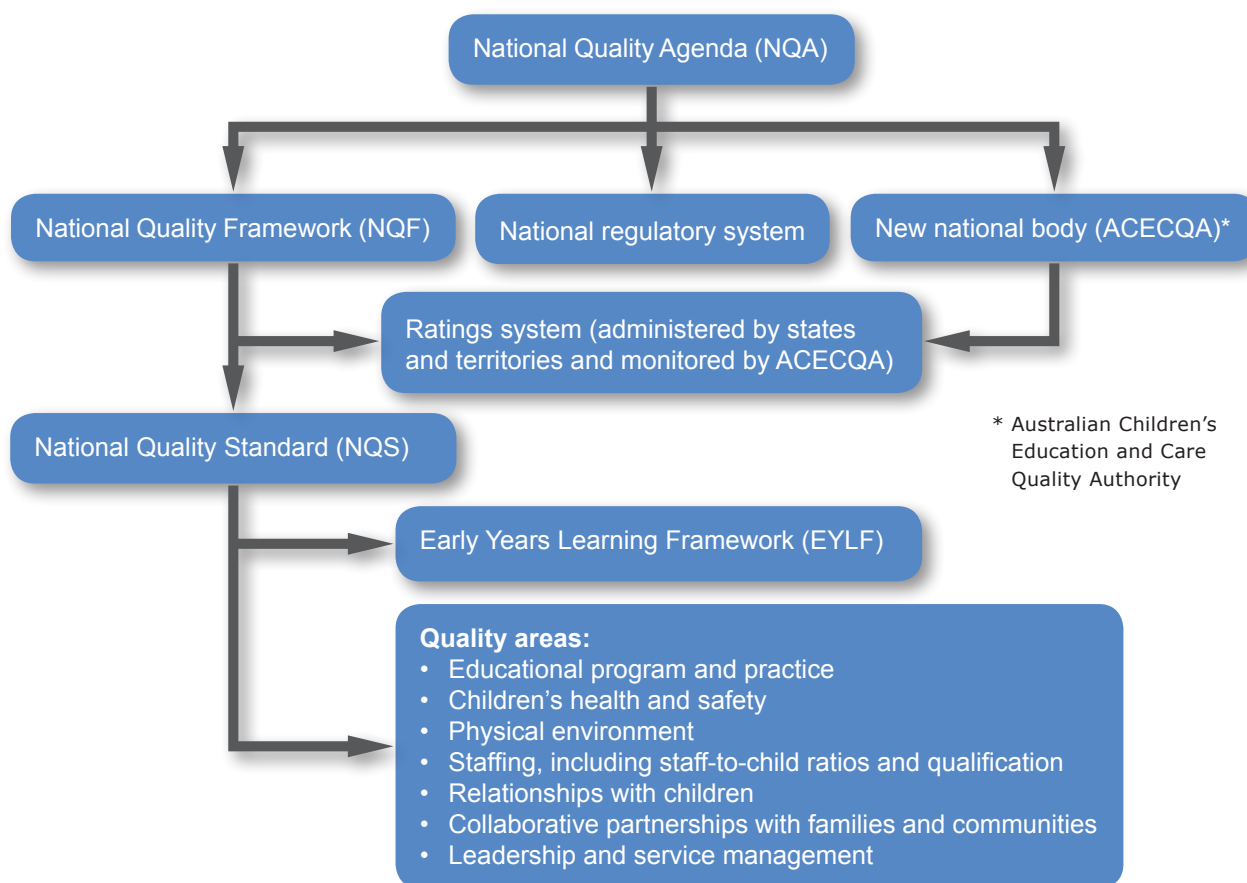 National Quality Agenda (NQA)
National Quality Framework (NQF)
National regulatory system
New national body (ACECQA)*
Ratings system (administered by states
and territories and monitored by ACECQA)
National Quality Standard (NQS)
* Australian Children’s
Education and Care
Quality Authority
Early Years Learning Framework (EYLF)
Quality areas:
• Educational program and practice
• Children’s health and safety
• Physical environment
• Staffing, including staff-to-child ratios and qualification
• Relationships with children
• Collaborative partnerships with families and communities
• Leadership and service management